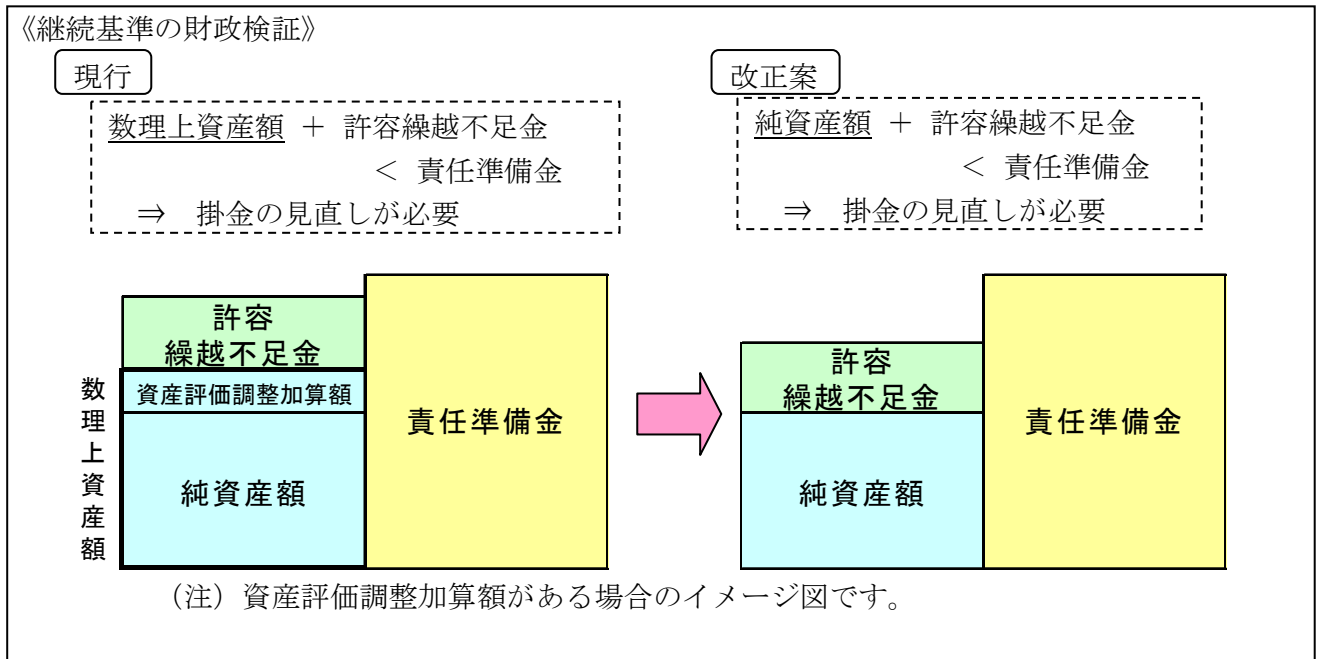 《継続基準の財政検証》
現行
数理上資産額 + 許容繰越不足金
< 責任準備金
⇒ 掛金の見直しが必要
改正案
純資産額 + 許容繰越不足金
< 責任準備金
⇒ 掛金の見直しが必要
数理上資産額
許容
繰越不足金
資産評価調整加算額
純資産額
責任準備金
許容
繰越不足金
純資産額
責任準備金
(注)資産評価調整加算額がある場合のイメージ図です。